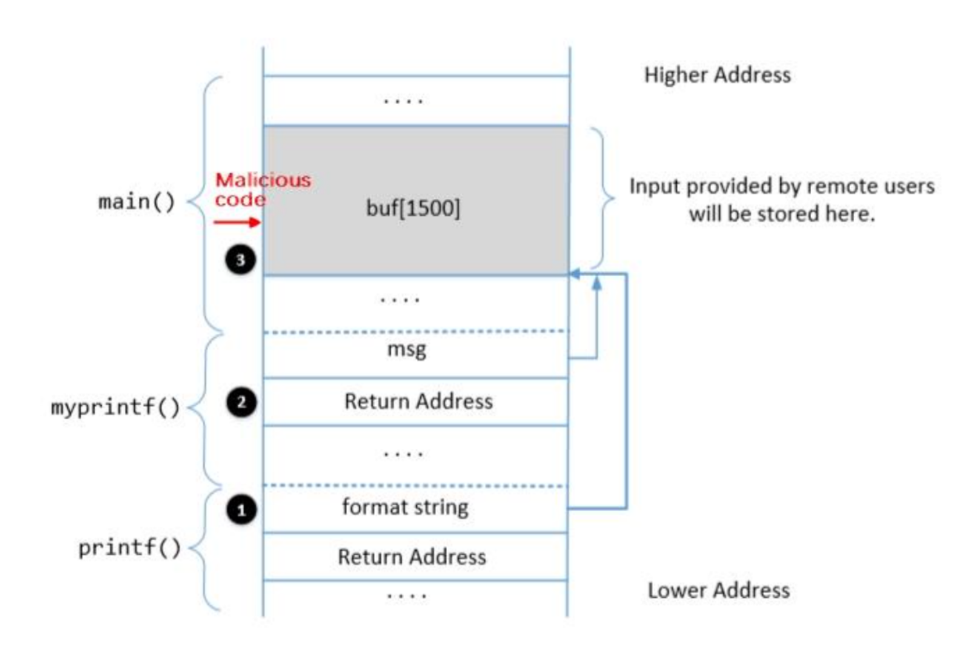 Higher Address
....
main()
Malicious
code
buf[1500]
Input provided by remote users
will be stored here.
3
....
msg
myprintf()
2
Return Address
....
1
format string
printf()
Return Address
....
Lower Address